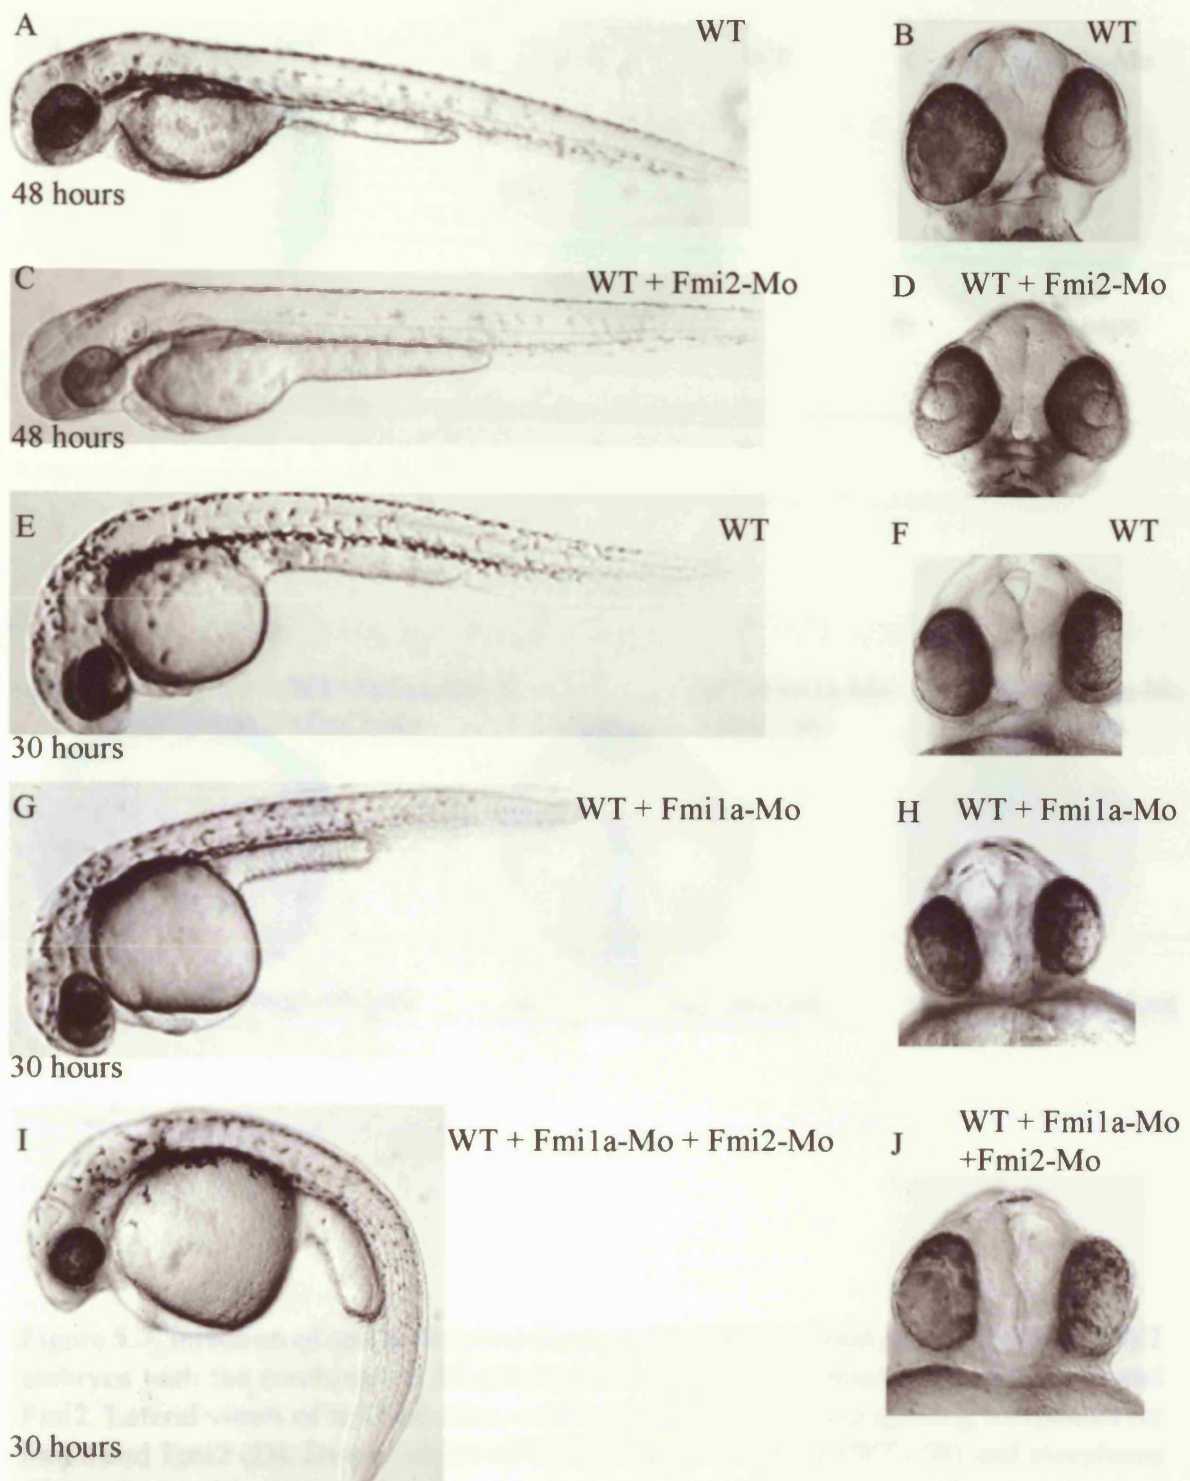 A WT B WT
48 hours
C WT + Fmi2-Mo D WT + Fmi2-Mo
48 hours
E WT F WT
30 hours
G WT + Fmi1a-Mo H WT + Fmi1a-Mo
30 hours
I WT + Fmi1a-Mo + Fmi2-Mo J WT + Fmi1a-Mo
+Fmi2-Mo
30 hours